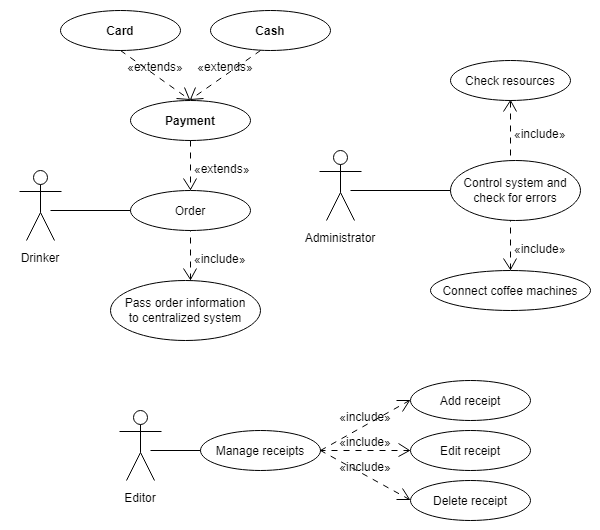 Card
Cash
«extends»
«extends»
Payment
«extends»
Order
Drinker
«include»
Pass order information
to centralized system
Check resources
«include»
Control system and
check for errors
Administrator
«include»
Connect coffee machines
Add receipt
«include»
Manage receipts
«include»
Edit receipt
«include»
Delete receipt
Editor